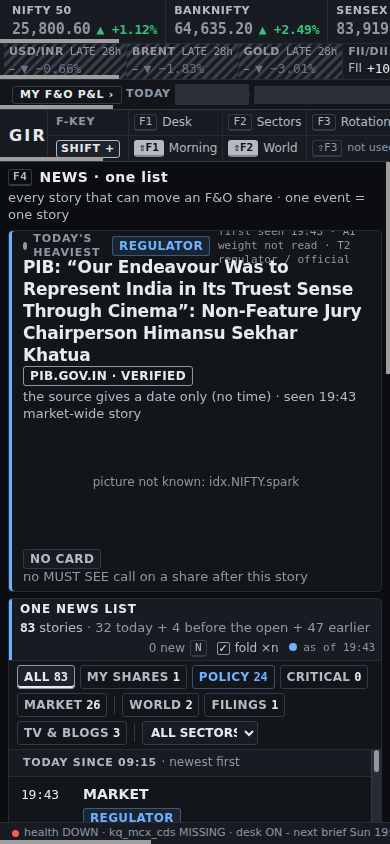 NIFTY 50 BANKNIFTY SENSEX
25,800.60 ▲ +1.12% 64,635.20 ▲ +2.49% 83,919
USD/INR LATE 28h BRENT LATE 28h GOLD LATE 28h FII/DII
— ▼ −0.66% — ▼ −1.83% — ▼ −3.01% FII +10
MY F&O P&L › TODAY
GIR F-KEY F1 Desk F2 Sectors F3 Rotation
SHIFT + ⇧F1 Morning ⇧F2 World ⇧F3 not used
F4 NEWS · one list
every story that can move an F&O share · one event =
one story
TODAY'S HEAVIEST REGULATOR first seen 19:43 · AI
weight not read · T2
regulator / official
PIB: “Our Endeavour Was to
Represent India in Its Truest Sense
Through Cinema”: Non-Feature Jury
Chairperson Himansu Sekhar
Khatua
PIB.GOV.IN · VERIFIED
the source gives a date only (no time) · seen 19:43
market-wide story
picture not known: idx.NIFTY.spark
NO CARD
no MUST SEE call on a share after this story
ONE NEWS LIST
83 stories · 32 today + 4 before the open + 47 earlier
0 new N ✓ fold ×n as of 19:43
ALL 83 MY SHARES 1 POLICY 24 CRITICAL 0
MARKET 26 WORLD 2 FILINGS 1
TV & BLOGS 3 ALL SECTORS
TODAY SINCE 09:15 · newest first
19:43 MARKET
REGULATOR
health DOWN · kq_mcx_cds MISSING · desk ON - next brief Sun 19: